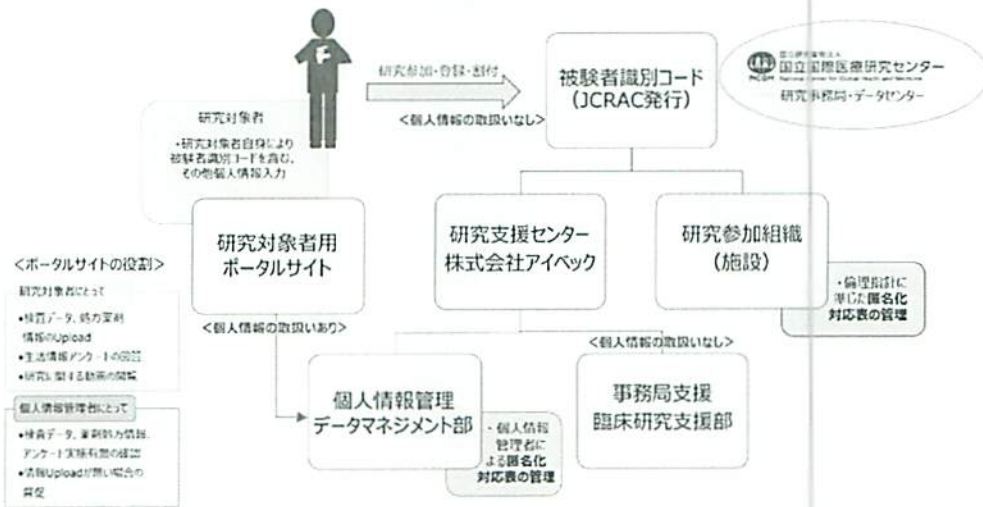 研究参加・登録・割付
被験者識別コード
(JCRAC発行)
<個人情報の取扱いなし>
国立研究開発法人
国立国際医療研究センター
National Center for Global Health and Medicine
NCGM
研究事務局・データセンター
研究対象者
・研究対象者自身により
被験者識別コードを含む、
その他個人情報入力
研究対象者用
ポータルサイト
<個人情報の取扱いあり>
研究支援センター
株式会社アイベック
研究参加組織
(施設)
・倫理指針に
準じた匿名化
対応表の管理
<ポータルサイトの役割>
研究対象者にとって
●検査データ、処方薬剤
情報のUpload
●生活情報アンケートの回答
●研究に関する動画の閲覧
個人情報管理者にとって
●検査データ、薬剤処方情報、
アンケート実施有無の確認
●情報Uploadが無い場合の
督促
個人情報管理
データマネジメント部
・個人情報
管理者に
よる匿名化
対応表の管理
<個人情報の取扱いなし>
事務局支援
臨床研究支援部